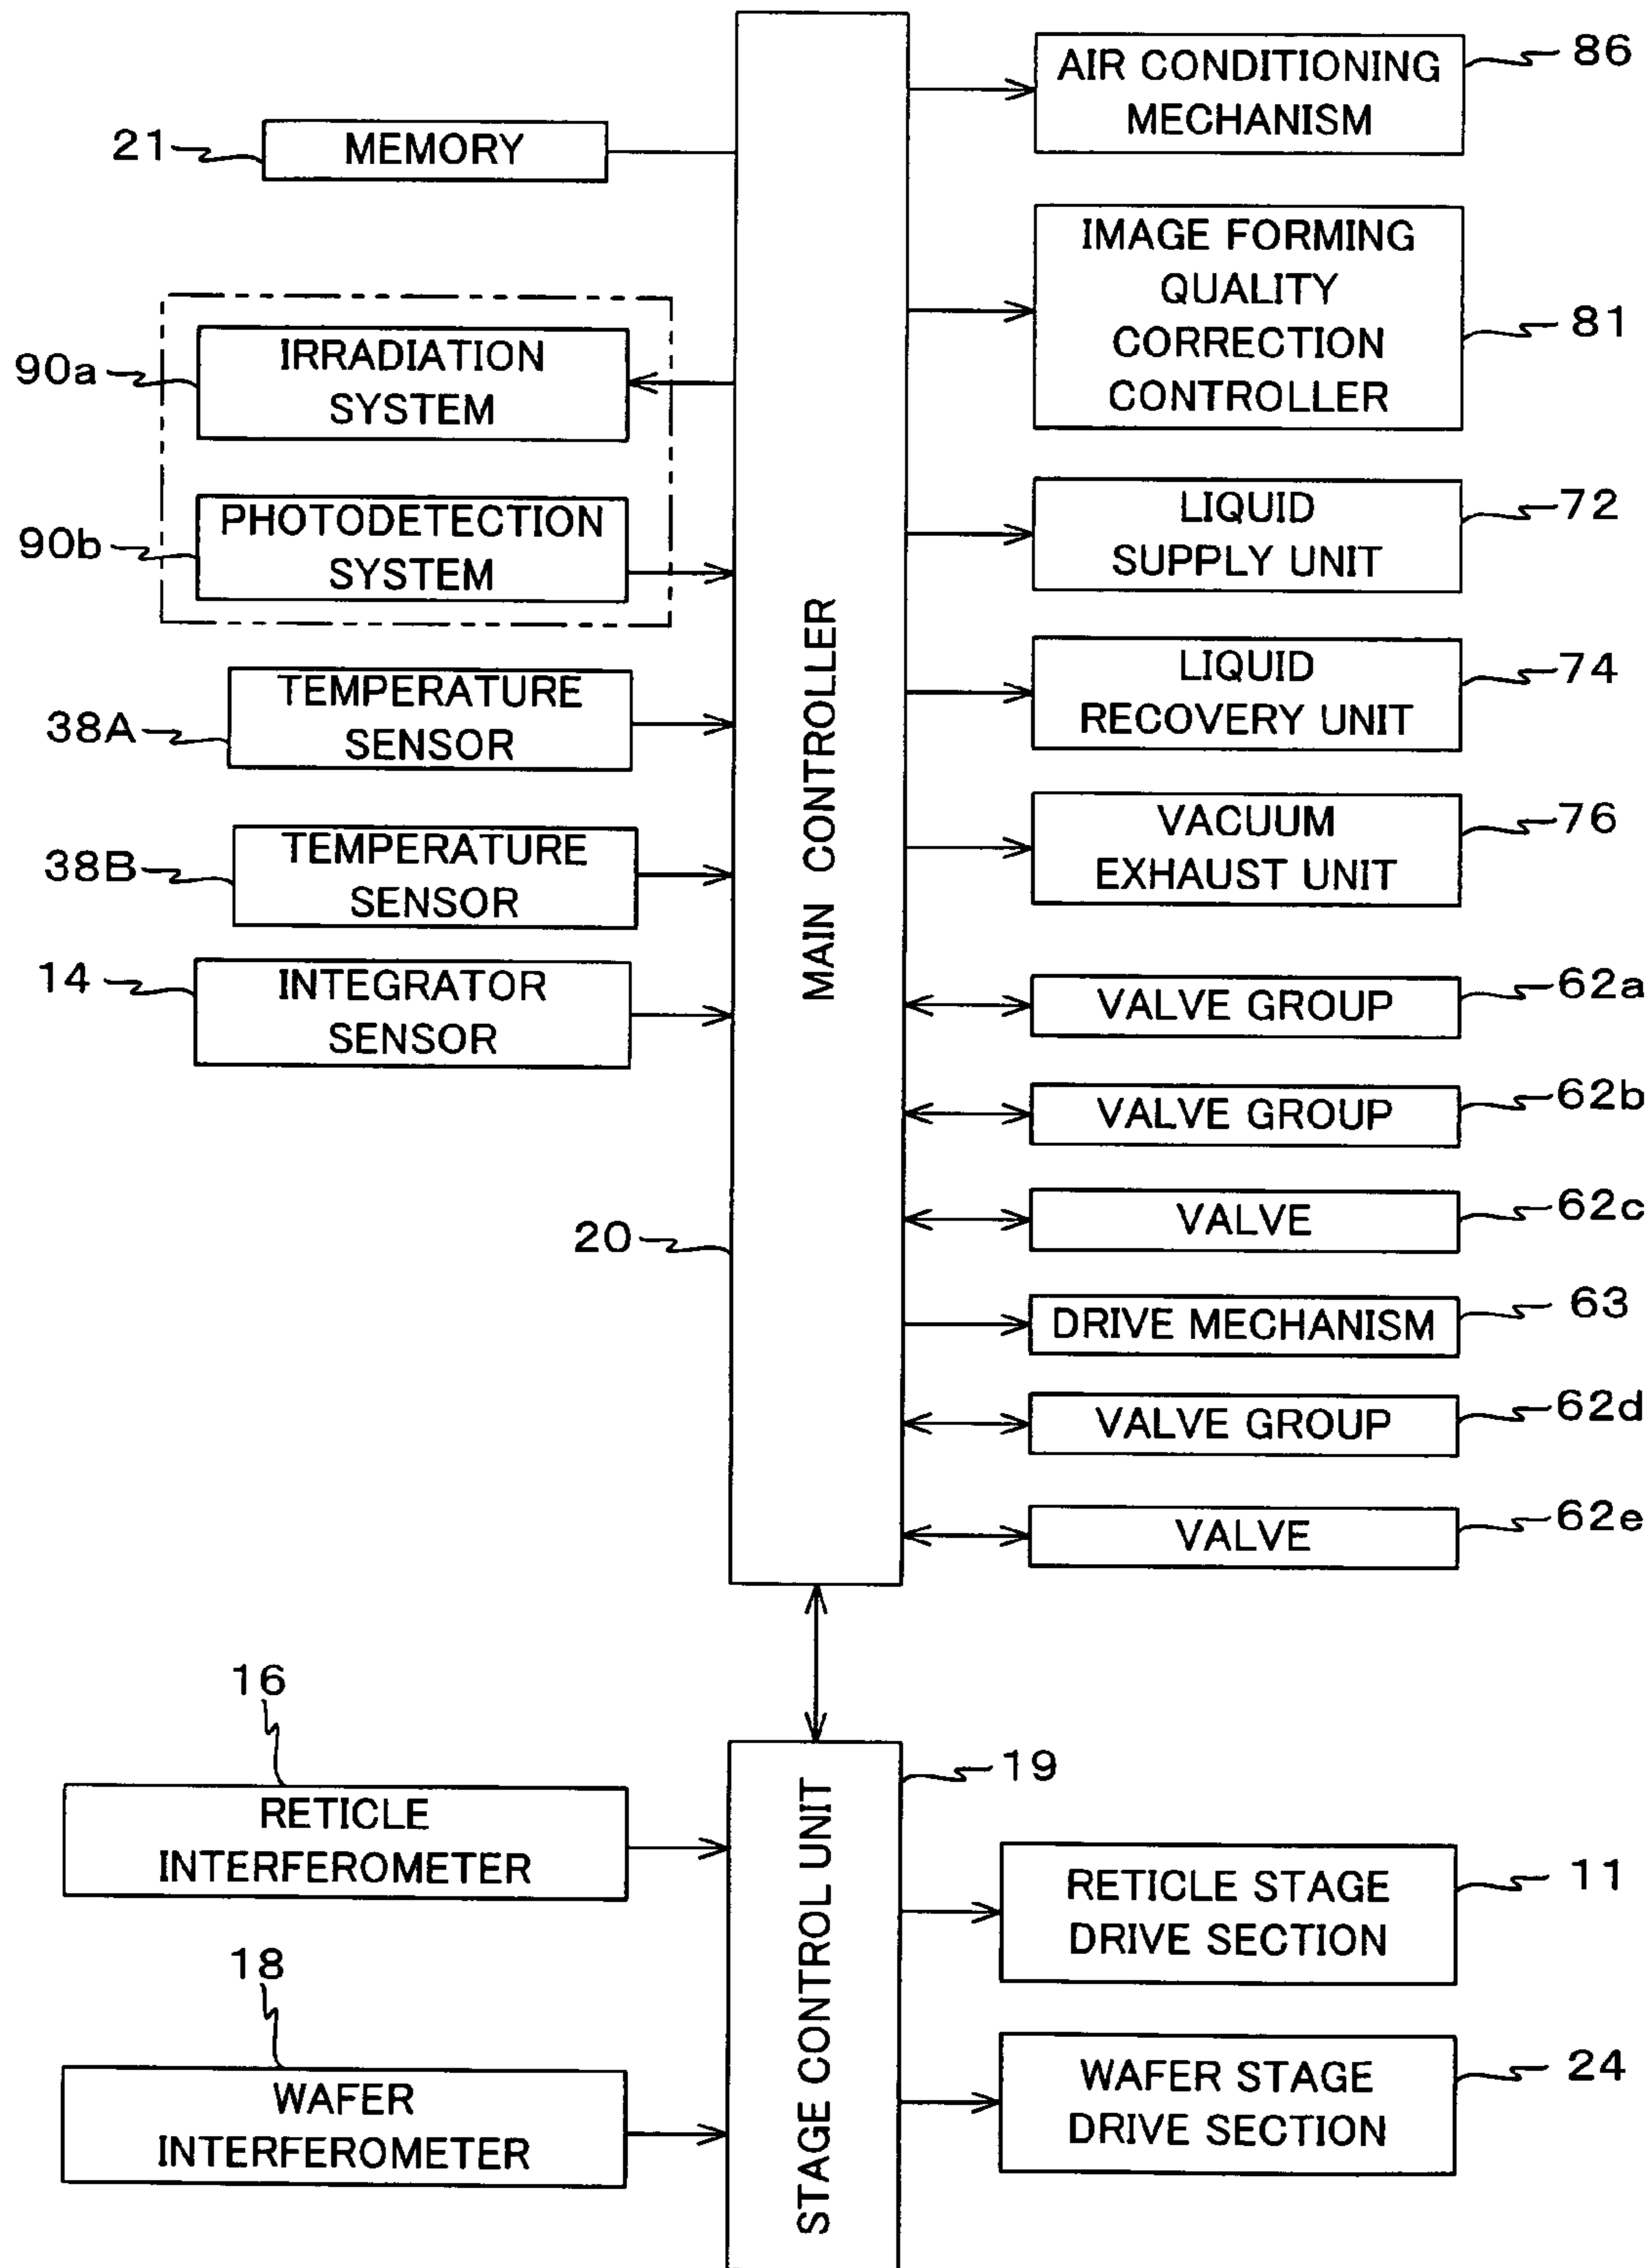 86
AIR CONDITIONING
MECHANISM
21
MEMORY
IMAGE FORMING
QUALITY
CORRECTION
CONTROLLER
81
90a
IRRADIATION
SYSTEM
90b
PHOTODETECTION
SYSTEM
LIQUID
SUPPLY UNIT
72
38A
TEMPERATURE
SENSOR
LIQUID
RECOVERY UNIT
74
38B
TEMPERATURE
SENSOR
VACUUM
EXHAUST UNIT
76
14
INTEGRATOR
SENSOR
MAIN CONTROLLER
20
VALVE GROUP
62a
VALVE GROUP
62b
VALVE
62c
DRIVE MECHANISM
63
VALVE GROUP
62d
VALVE
62e
16
RETICLE
INTERFEROMETER
18
WAFER
INTERFEROMETER
STAGE CONTROL UNIT
19
RETICLE STAGE
DRIVE SECTION
11
WAFER STAGE
DRIVE SECTION
24